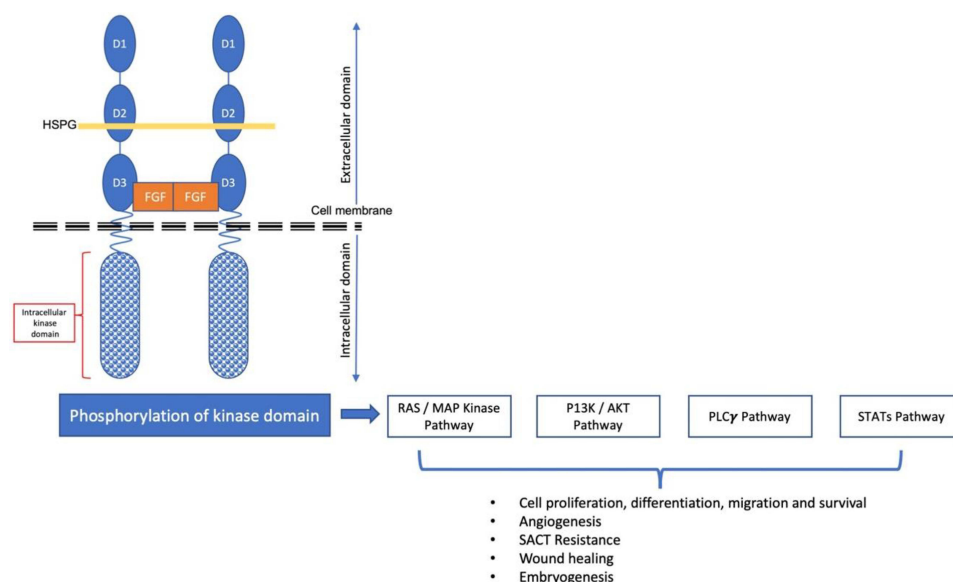 D1
D1
D2
D2
HSPG
D3
FGF
FGF
D3
Extracellular domain
Cell membrane
Intracellular domain
Intracellular
kinase
domain
Phosphorylation of kinase domain
RAS / MAP Kinase
Pathway
P13K / AKT
Pathway
PLCγ Pathway
STATs Pathway
• Cell proliferation, differentiation, migration and survival
• Angiogenesis
• SACT Resistance
• Wound healing
• Embryogenesis